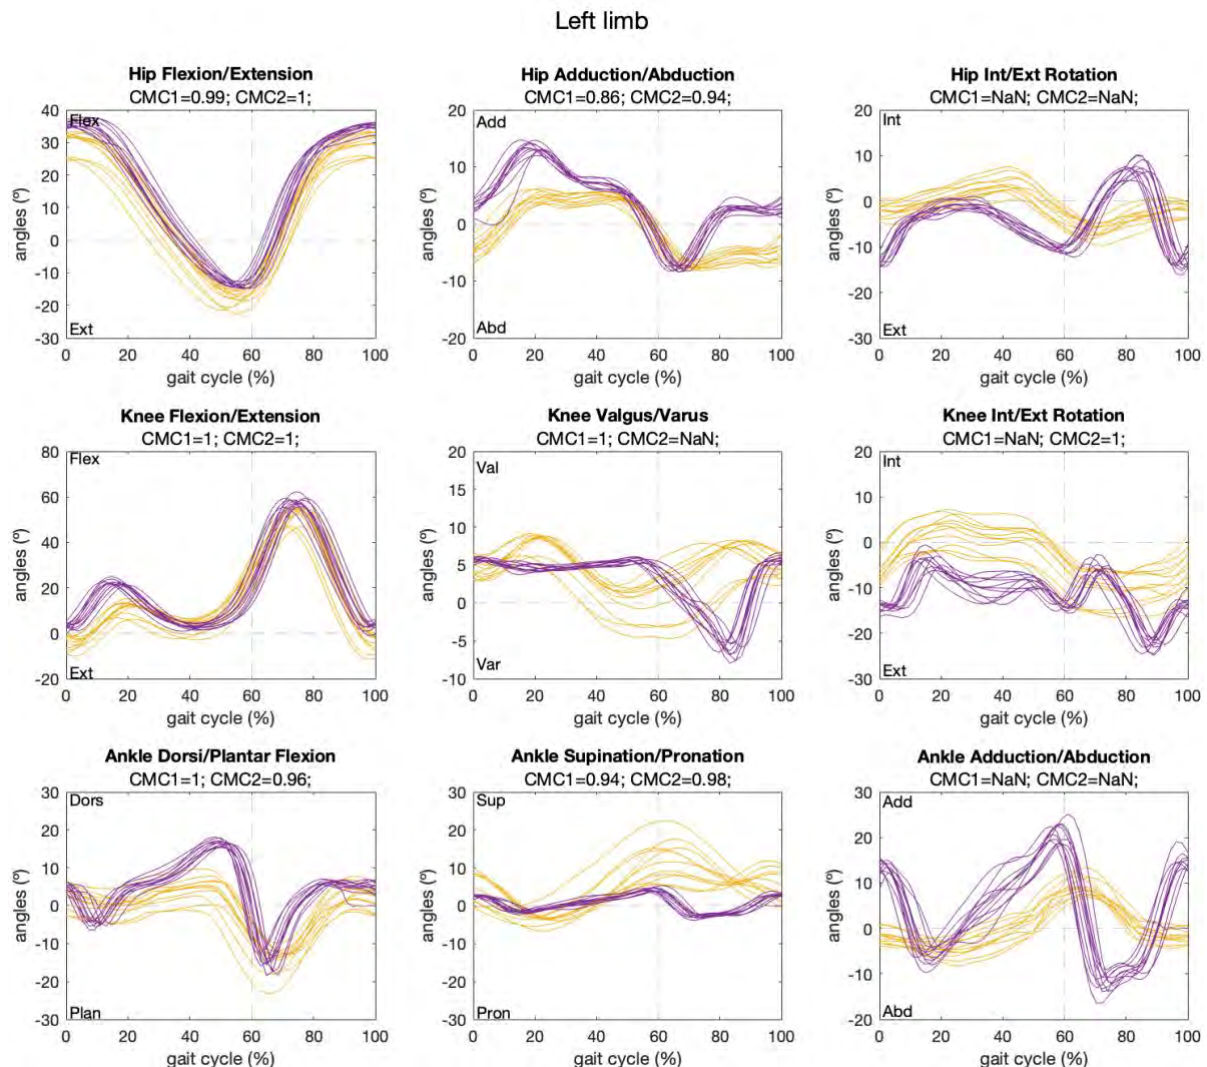 Left limb
Hip Flexion/Extension
CMC1=0.99; CMC2=1;
Flex
40
30
20
10
0
-10
-20
-30
angles (º)
Ext
0 20 40 60 80 100
gait cycle (%)
Hip Adduction/Abduction
CMC1=0.86; CMC2=0.94;
Add
20
10
0
-10
-20
angles (º)
Abd
0 20 40 60 80 100
gait cycle (%)
Hip Int/Ext Rotation
CMC1=NaN; CMC2=NaN;
Int
20
10
0
-10
-20
-30
angles (º)
Ext
0 20 40 60 80 100
gait cycle (%)
Knee Flexion/Extension
CMC1=1; CMC2=1;
Flex
80
60
40
20
0
-20
angles (º)
Ext
0 20 40 60 80 100
gait cycle (%)
Knee Valgus/Varus
CMC1=1; CMC2=NaN;
Val
20
15
10
5
0
-5
-10
angles (º)
Var
0 20 40 60 80 100
gait cycle (%)
Knee Int/Ext Rotation
CMC1=NaN; CMC2=1;
Int
20
10
0
-10
-20
-30
angles (º)
Ext
0 20 40 60 80 100
gait cycle (%)
Ankle Dorsi/Plantar Flexion
CMC1=1; CMC2=0.96;
Dors
30
20
10
0
-10
-20
-30
angles (º)
Plan
0 20 40 60 80 100
gait cycle (%)
Ankle Supination/Pronation
CMC1=0.94; CMC2=0.98;
Sup
30
20
10
0
-10
-20
-30
angles (º)
Pron
0 20 40 60 80 100
gait cycle (%)
Ankle Adduction/Abduction
CMC1=NaN; CMC2=NaN;
Add
30
20
10
0
-10
-20
angles (º)
Abd
0 20 40 60 80 100
gait cycle (%)